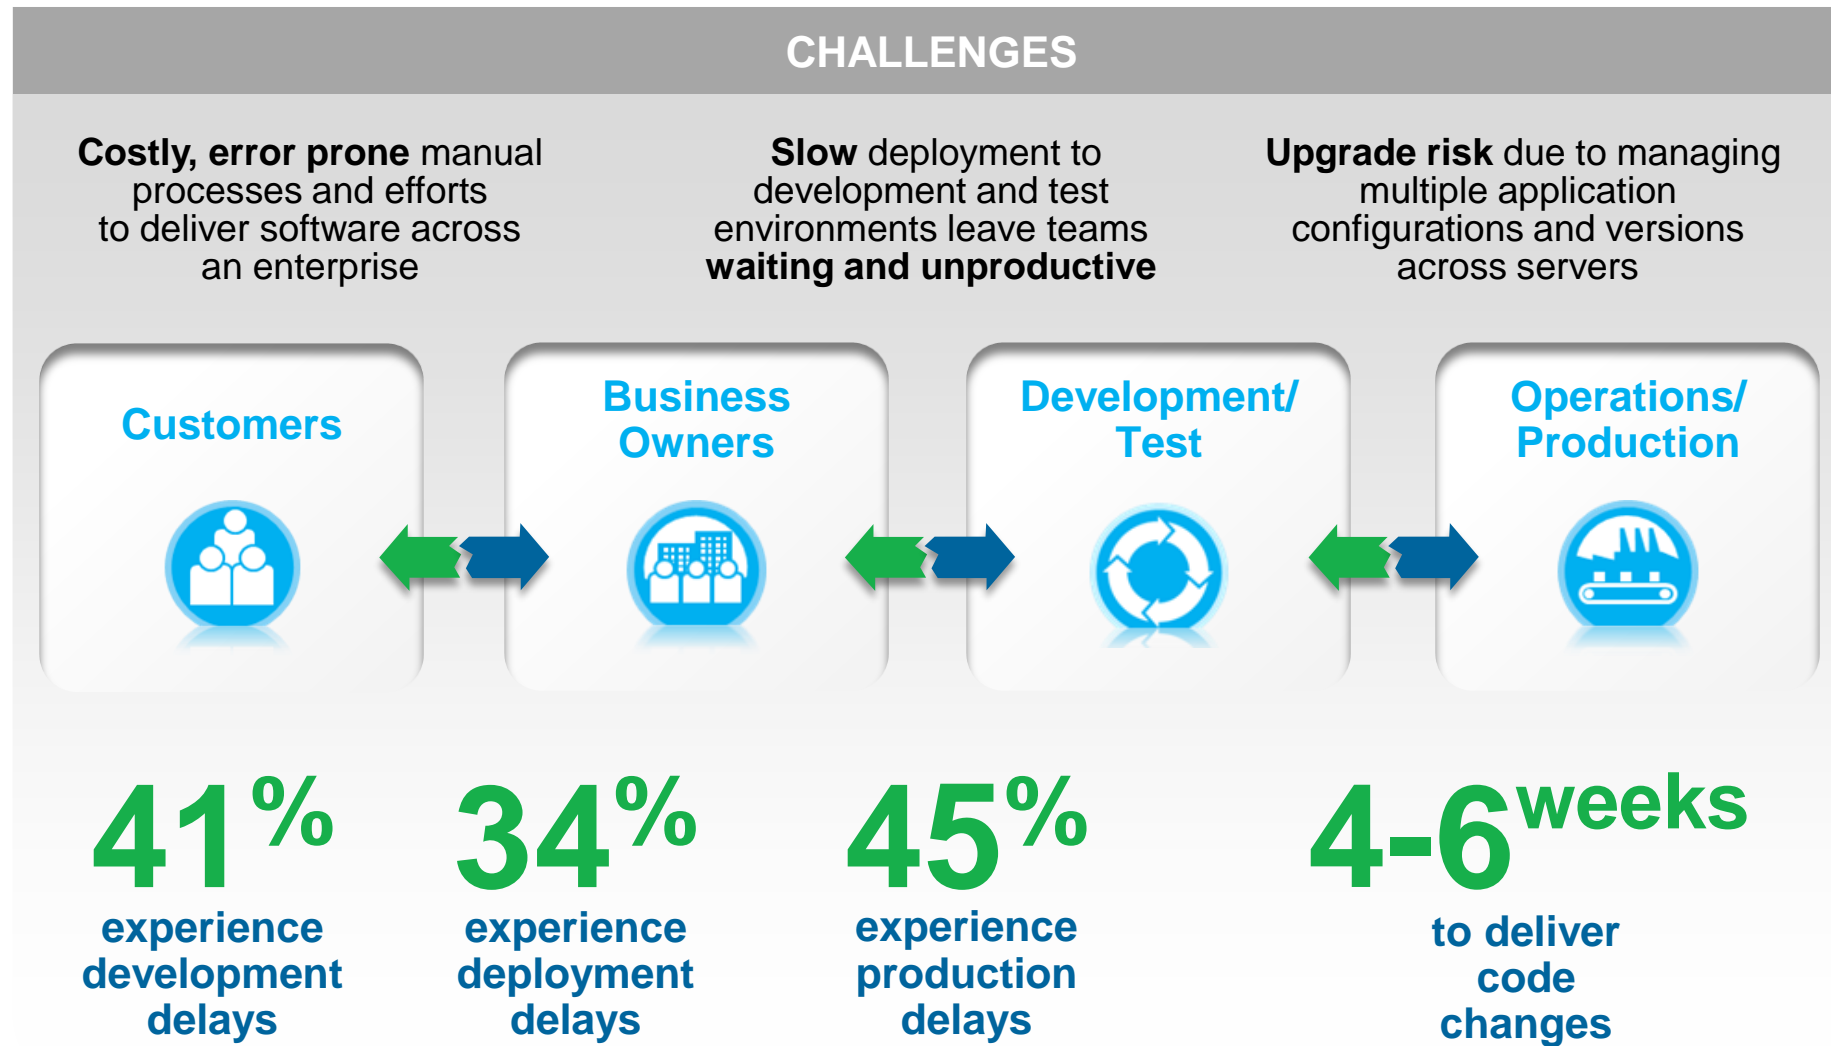 CHALLENGES
Costly, error prone manual
processes and efforts
to deliver software across
an enterprise
Slow deployment to
development and test
environments leave teams
waiting and unproductive
Upgrade risk due to managing
multiple application
configurations and versions
across servers
Customers
Business
Owners
Development/
Test
Operations/
Production
41%
experience
development
delays
34%
experience
deployment
delays
45%
experience
production
delays
4-6 weeks
to deliver
code
changes